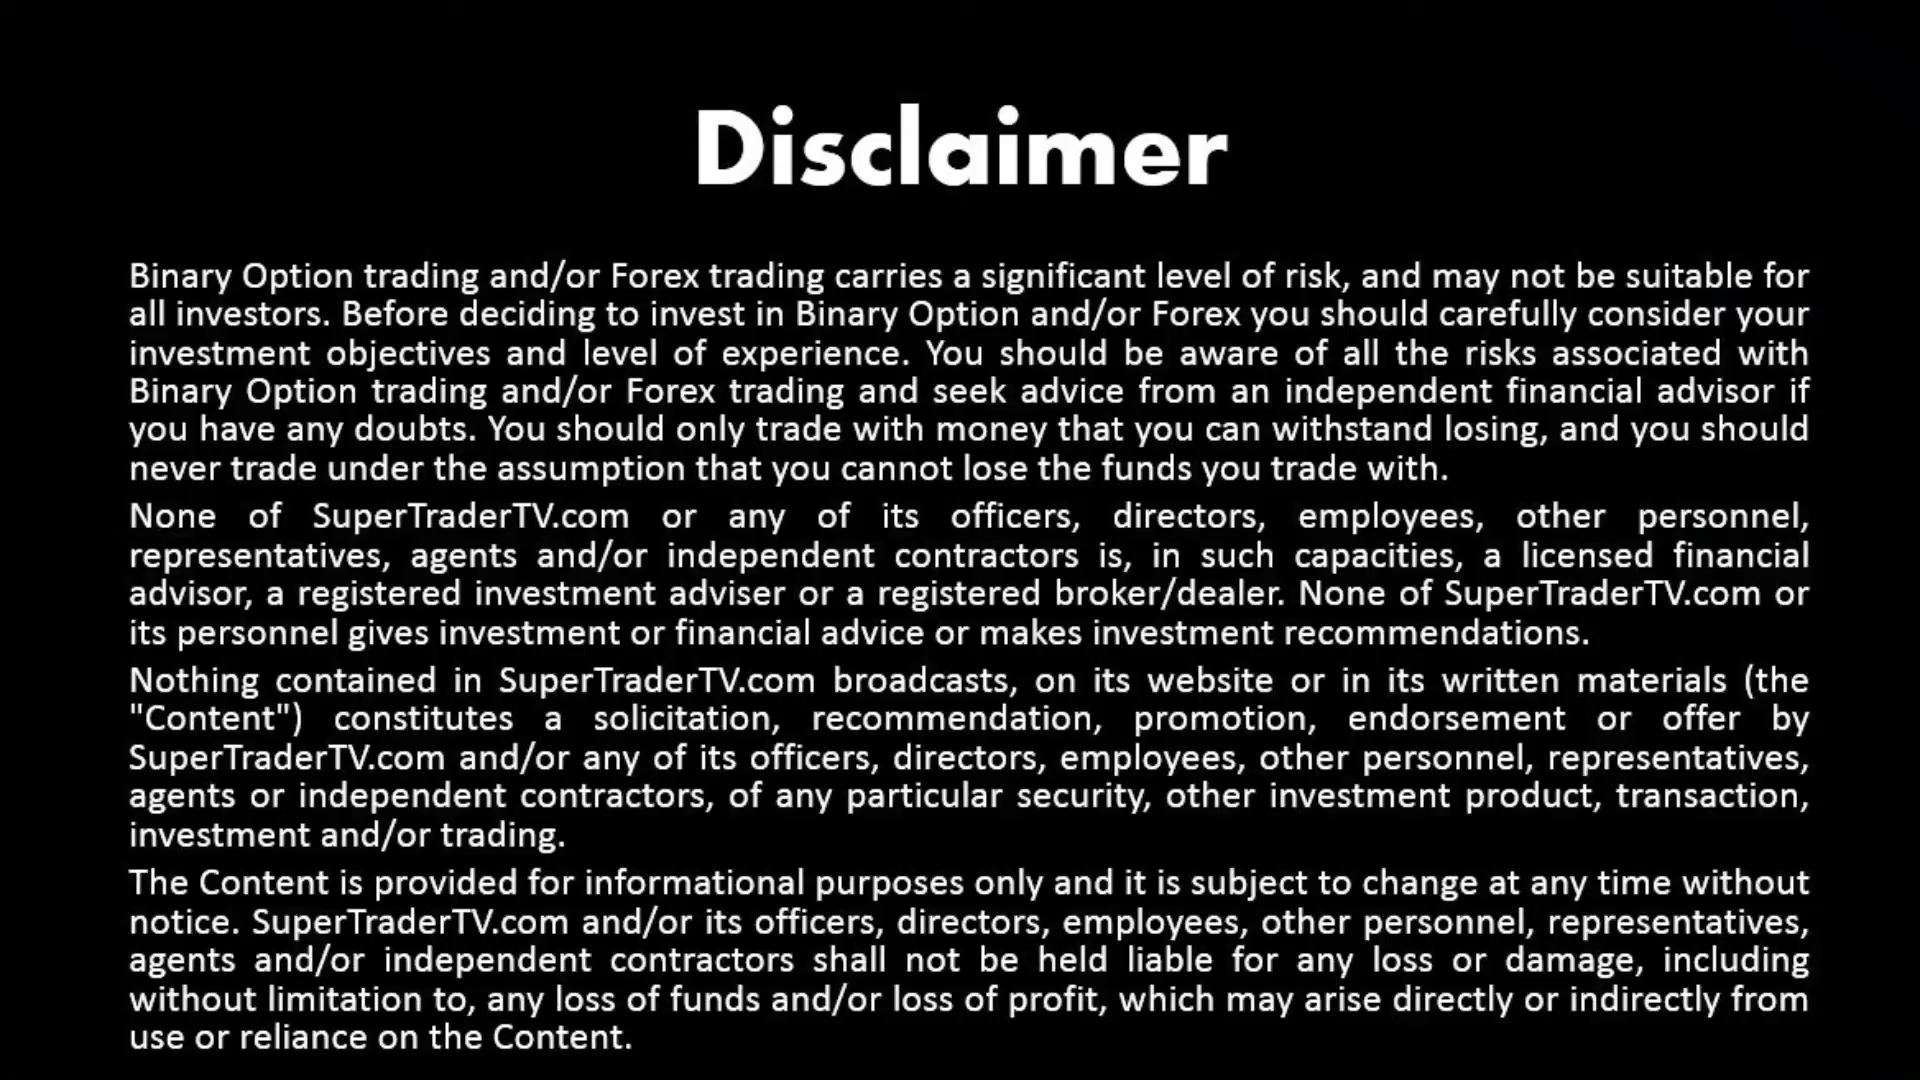 Disclaimer
Binary Option trading and/or Forex trading carries a significant level of risk, and may not be suitable for
all investors. Before deciding to invest in Binary Option and/or Forex you should carefully consider your
investment objectives and level of experience. You should be aware of all the risks associated with
Binary Option trading and/or Forex trading and seek advice from an independent financial advisor if
you have any doubts. You should only trade with money that you can withstand losing, and you should
never trade under the assumption that you cannot lose the funds you trade with.
None of SuperTraderTV.com or any of its officers, directors, employees, other personnel,
representatives, agents and/or independent contractors is, in such capacities, a licensed financial
advisor, a registered investment adviser or a registered broker/dealer. None of SuperTraderTV.com or
its personnel gives investment or financial advice or makes investment recommendations.
Nothing contained in SuperTraderTV.com broadcasts, on its website or in its written materials (the
"Content") constitutes a solicitation, recommendation, promotion, endorsement or offer by
SuperTraderTV.com and/or any of its officers, directors, employees, other personnel, representatives,
agents or independent contractors, of any particular security, other investment product, transaction,
investment and/or trading.
The Content is provided for informational purposes only and it is subject to change at any time without
notice. SuperTraderTV.com and/or its officers, directors, employees, other personnel, representatives,
agents and/or independent contractors shall not be held liable for any loss or damage, including
without limitation to, any loss of funds and/or loss of profit, which may arise directly or indirectly from
use or reliance on the Content.